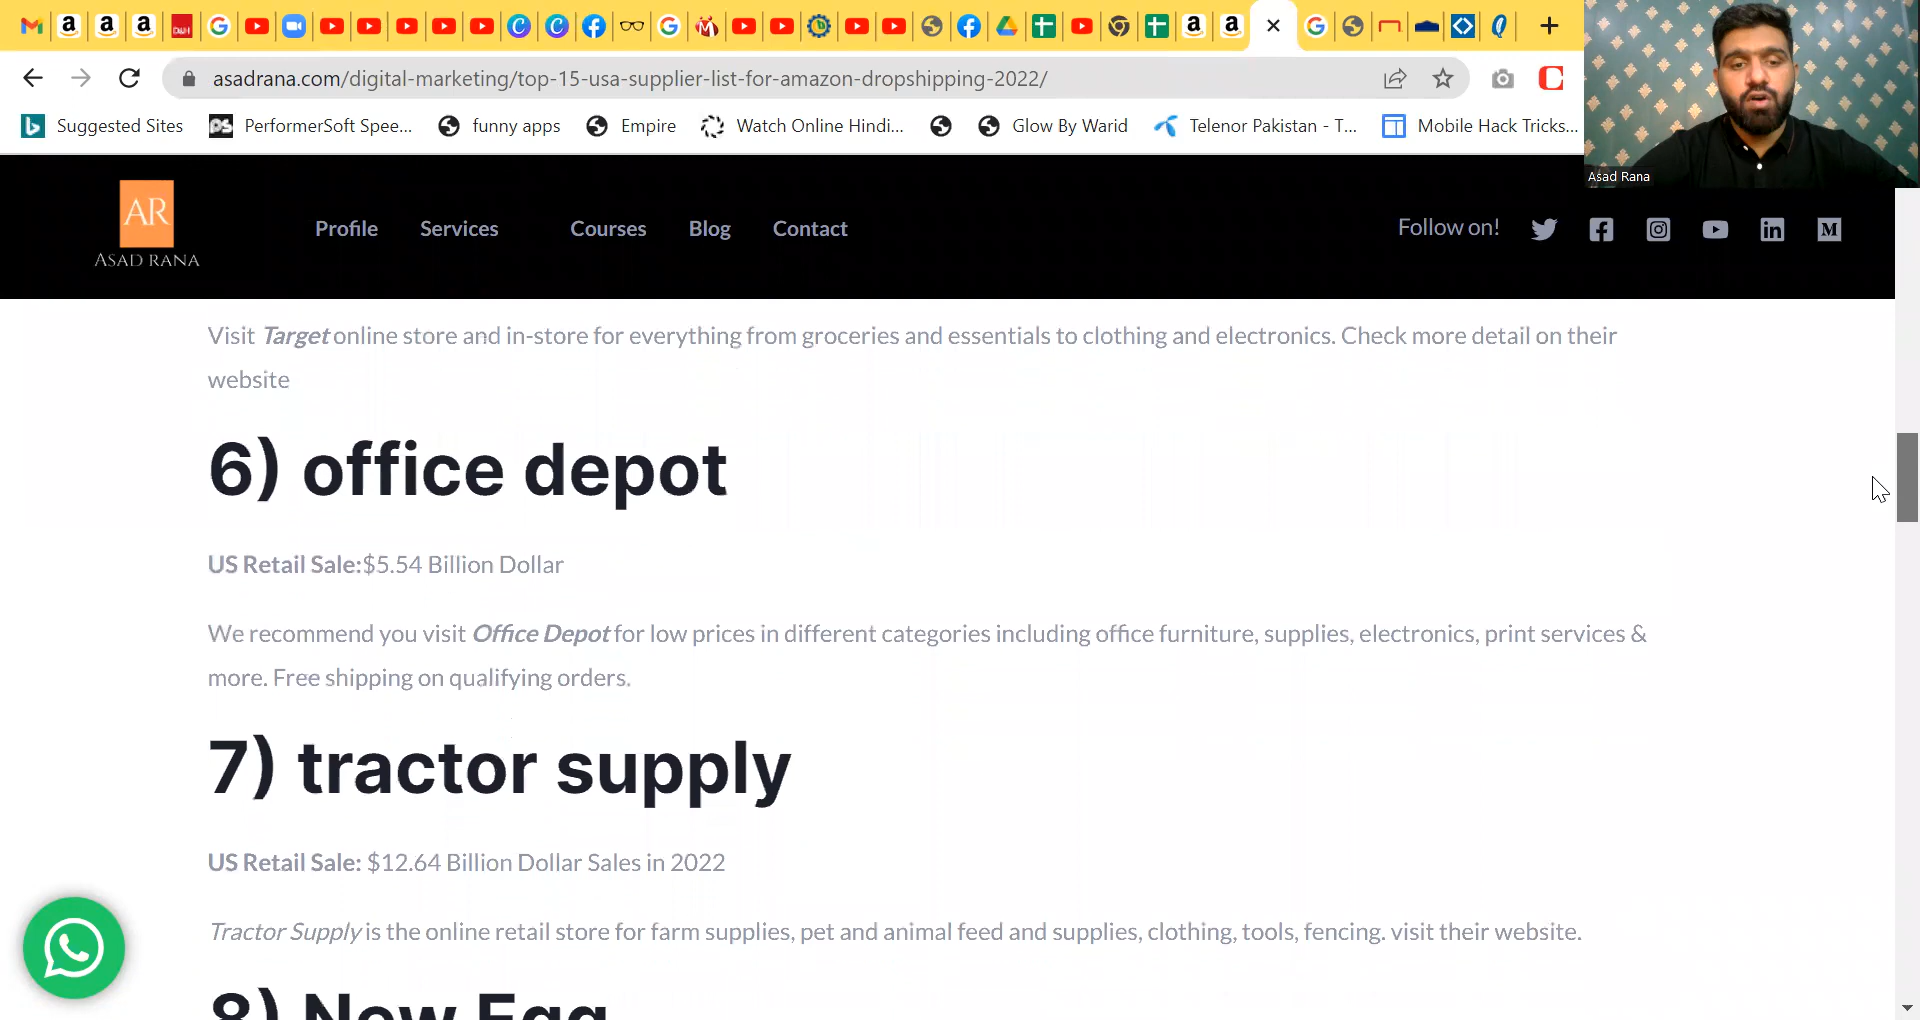 asadrana.com/digital-marketing/top-15-usa-supplier-list-for-amazon-dropshipping-2022/
Suggested Sites
PerformerSoft Spee...
funny apps
Empire
Watch Online Hindi...
Glow By Warid
Telenor Pakistan - T...
Mobile Hack Tricks...
Asad Rana
AR
ASAD RANA
Profile
Services
Courses
Blog
Contact
Follow on!
Visit Target online store and in-store for everything from groceries and essentials to clothing and electronics. Check more detail on their
website
6) office depot
US Retail Sale:$5.54 Billion Dollar
We recommend you visit Office Depot for low prices in different categories including office furniture, supplies, electronics, print services &
more. Free shipping on qualifying orders.
7) tractor supply
US Retail Sale: $12.64 Billion Dollar Sales in 2022
Tractor Supply is the online retail store for farm supplies, pet and animal feed and supplies, clothing, tools, fencing. visit their website.
8) New Egg